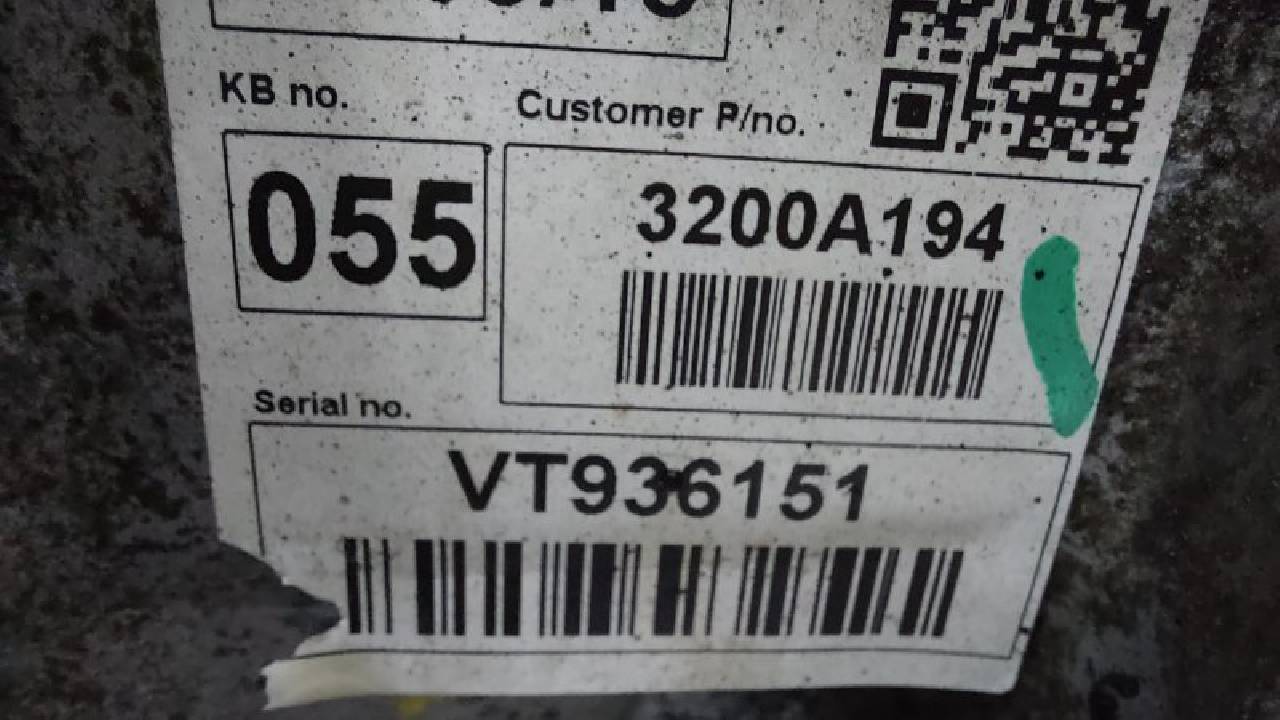 KB no.
Customer P/no.
055
3200A194
Serial no.
VT936151